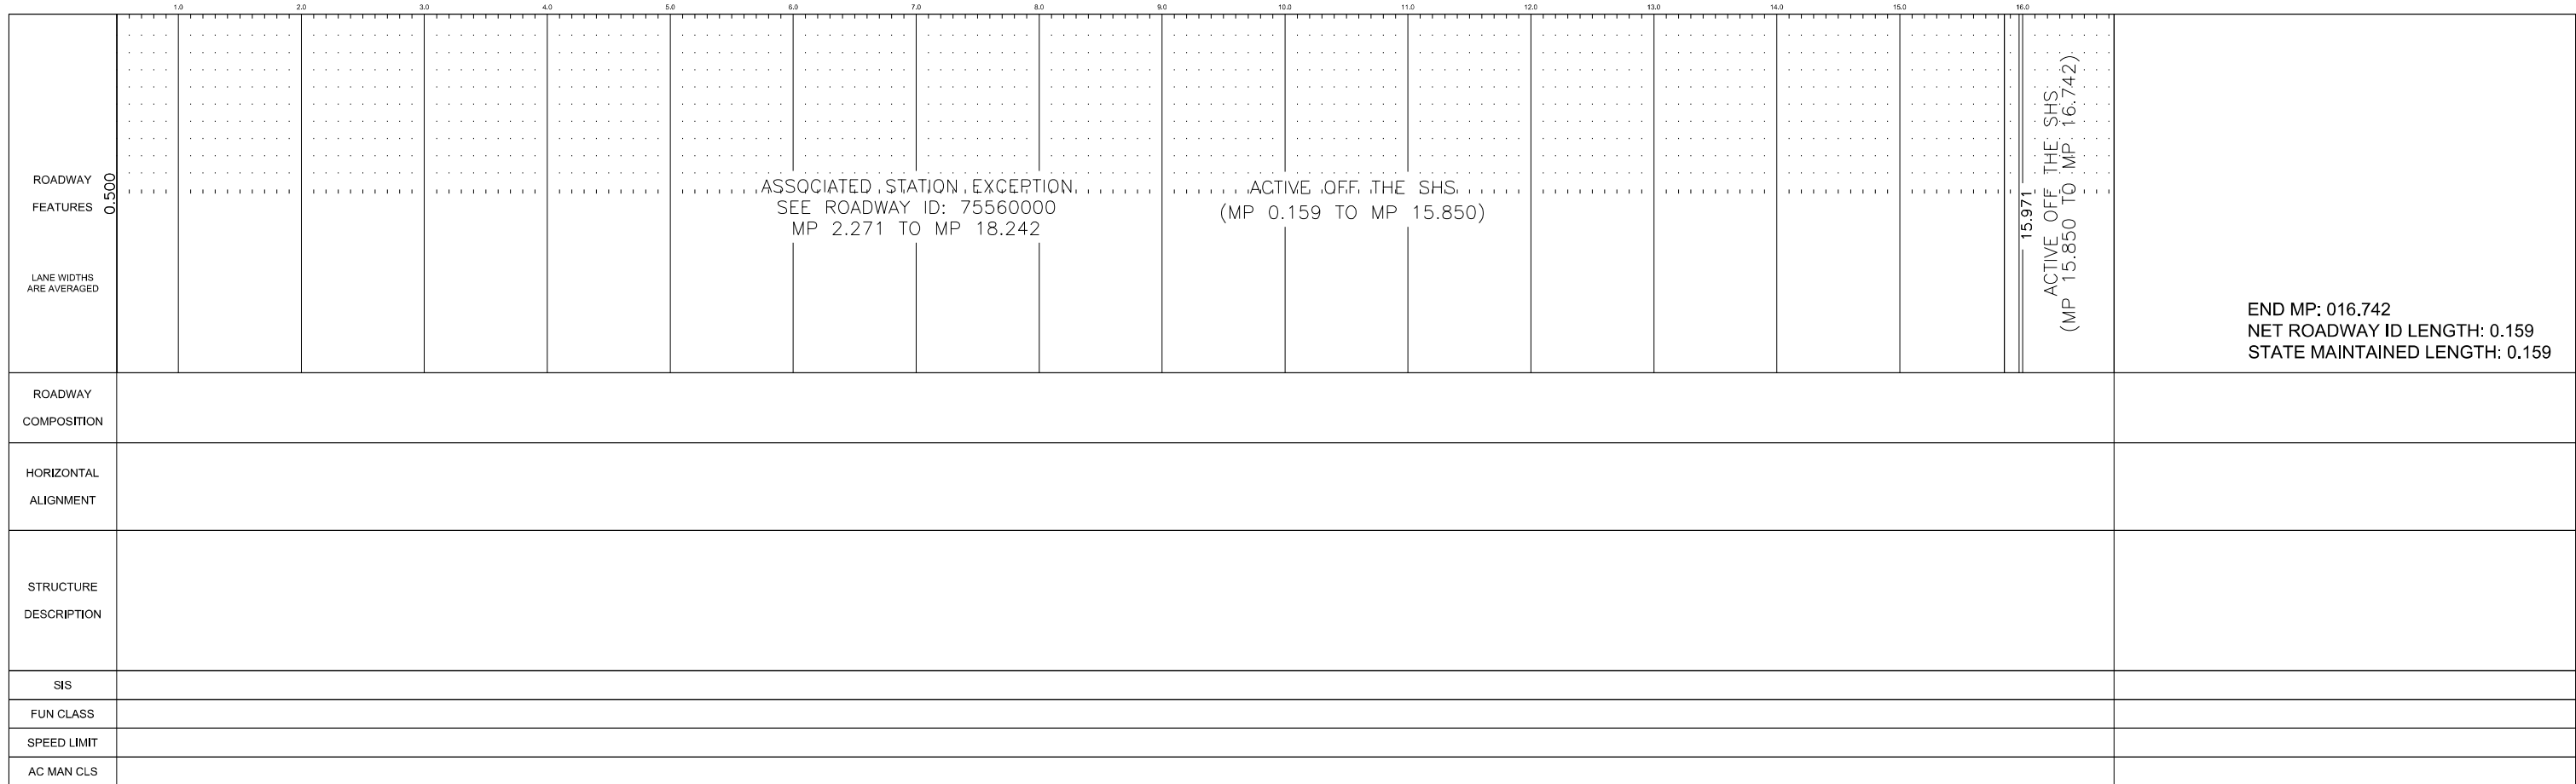 1.0 2.0 3.0 4.0 5.0 6.0 7.0 8.0 9.0 10.0 11.0 12.0 13.0 14.0 15.0 16.0
ROADWAY
FEATURES
0.500
LANE WIDTHS
ARE AVERAGED
ASSOCIATED STATION EXCEPTION
SEE ROADWAY ID: 75560000
MP 2.271 TO MP 18.242
ACTIVE OFF THE SHS
(MP 0.159 TO MP 15.850)
15.971
ACTIVE OFF THE SHS
(MP 15.850 TO MP 16.742)
END MP: 016.742
NET ROADWAY ID LENGTH: 0.159
STATE MAINTAINED LENGTH: 0.159
ROADWAY
COMPOSITION
HORIZONTAL
ALIGNMENT
STRUCTURE
DESCRIPTION
SIS
FUN CLASS
SPEED LIMIT
AC MAN CLS